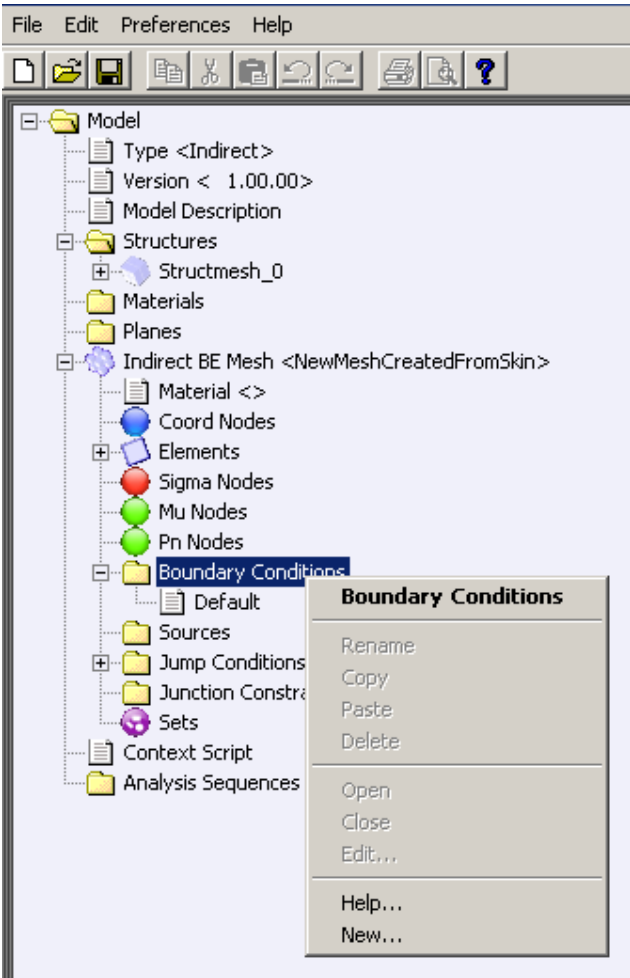 File Edit Preferences Help
?
Model
Type <Indirect>
Version < 1.00.00>
Model Description
Structures
Structmesh_0
Materials
Planes
Indirect BE Mesh <NewMeshCreatedFromSkin>
Material <>
Coord Nodes
Elements
Sigma Nodes
Mu Nodes
Pn Nodes
Boundary Conditions
Default
Sources
Jump Conditions
Junction Constra
Sets
Context Script
Analysis Sequences
Boundary Conditions
Rename
Copy
Paste
Delete
Open
Close
Edit...
Help...
New...